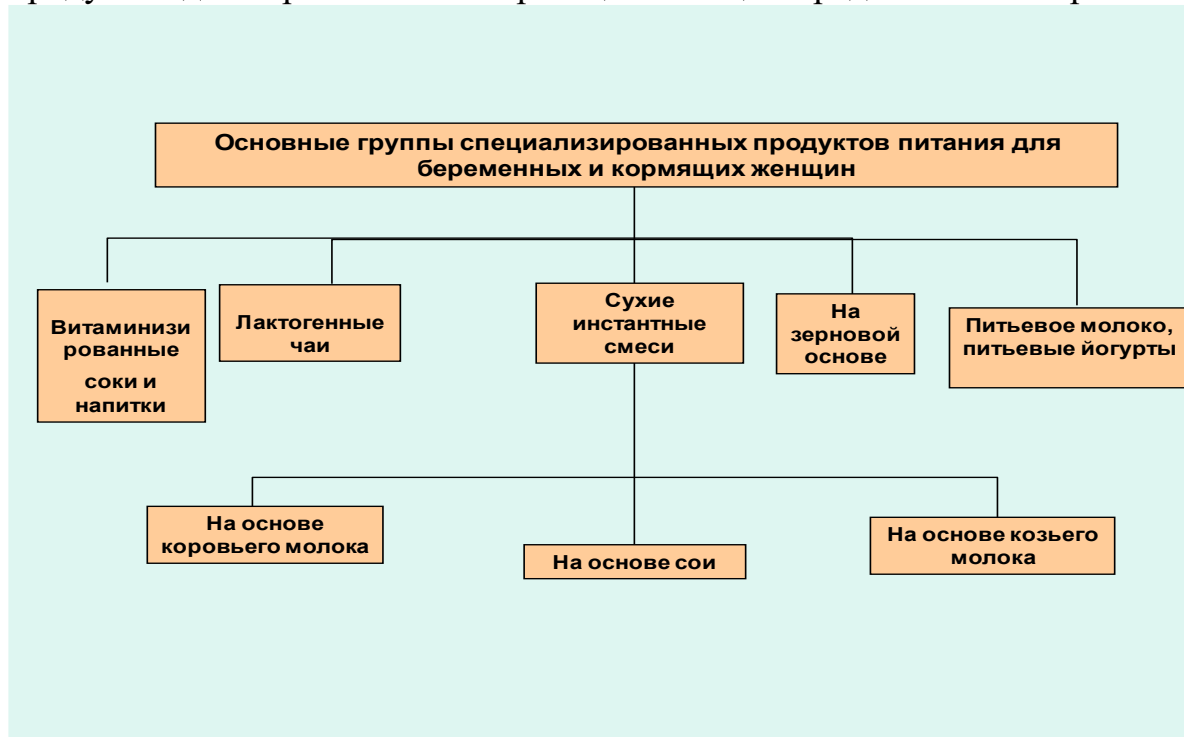 Основные группы специализированных продуктов питания для
беременных и кормящих женщин
Витаминизи
рованные
соки и
напитки
Лактогенные
чаи
Сухие
инстантные
смеси
На
зерновой
основе
Питьевое молоко,
питьевые йогурты
На основе
коровьего молока
На основе сои
На основе козьего
молока